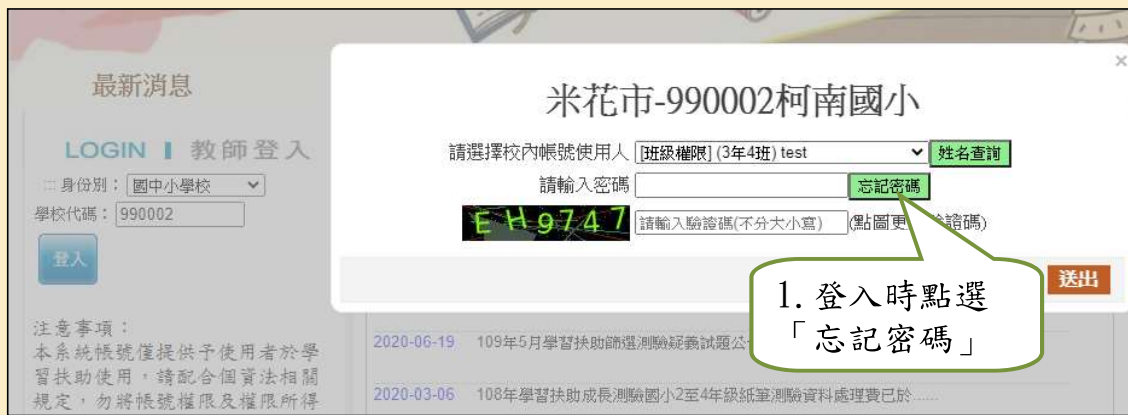 最新消息
LOGIN | 教師登入
身份別：國中小學校
學校代碼：990002
登入
注意事項：
本系統帳號僅提供予使用者於學
習扶助使用，請配合個資法相關
規定，勿將帳號權限及權限所得
×
米花市-990002柯南國小
請選擇校內帳號使用人 [班級權限] (3年4班) test 姓名查詢
請輸入密碼 忘記密碼
EH9747 請輸入驗證碼(不分大小寫) (點圖更 驗證碼)
送出
1. 登入時點選
「忘記密碼」
2020-06-19 109年5月學習扶助篩選測驗疑義試題公
2020-03-06 108年學習扶助成長測驗國小2至4年級紙筆測驗資料處理費已於......